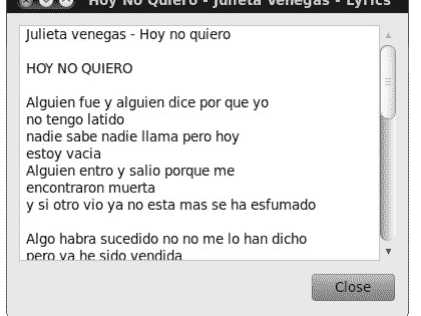 Hoy No Quiero - Julieta Venegas - Lyrics
Julieta venegas - Hoy no quiero
HOY NO QUIERO
Alguien fue y alguien dice por que yo
no tengo latido
nadie sabe nadie llama pero hoy
estoy vacia
Alguien entro y salio porque me
encontraron muerta
y si otro vio ya no esta mas se ha esfumado
Algo habra sucedido no no me lo han dicho
pero ya he sido vendida
Close